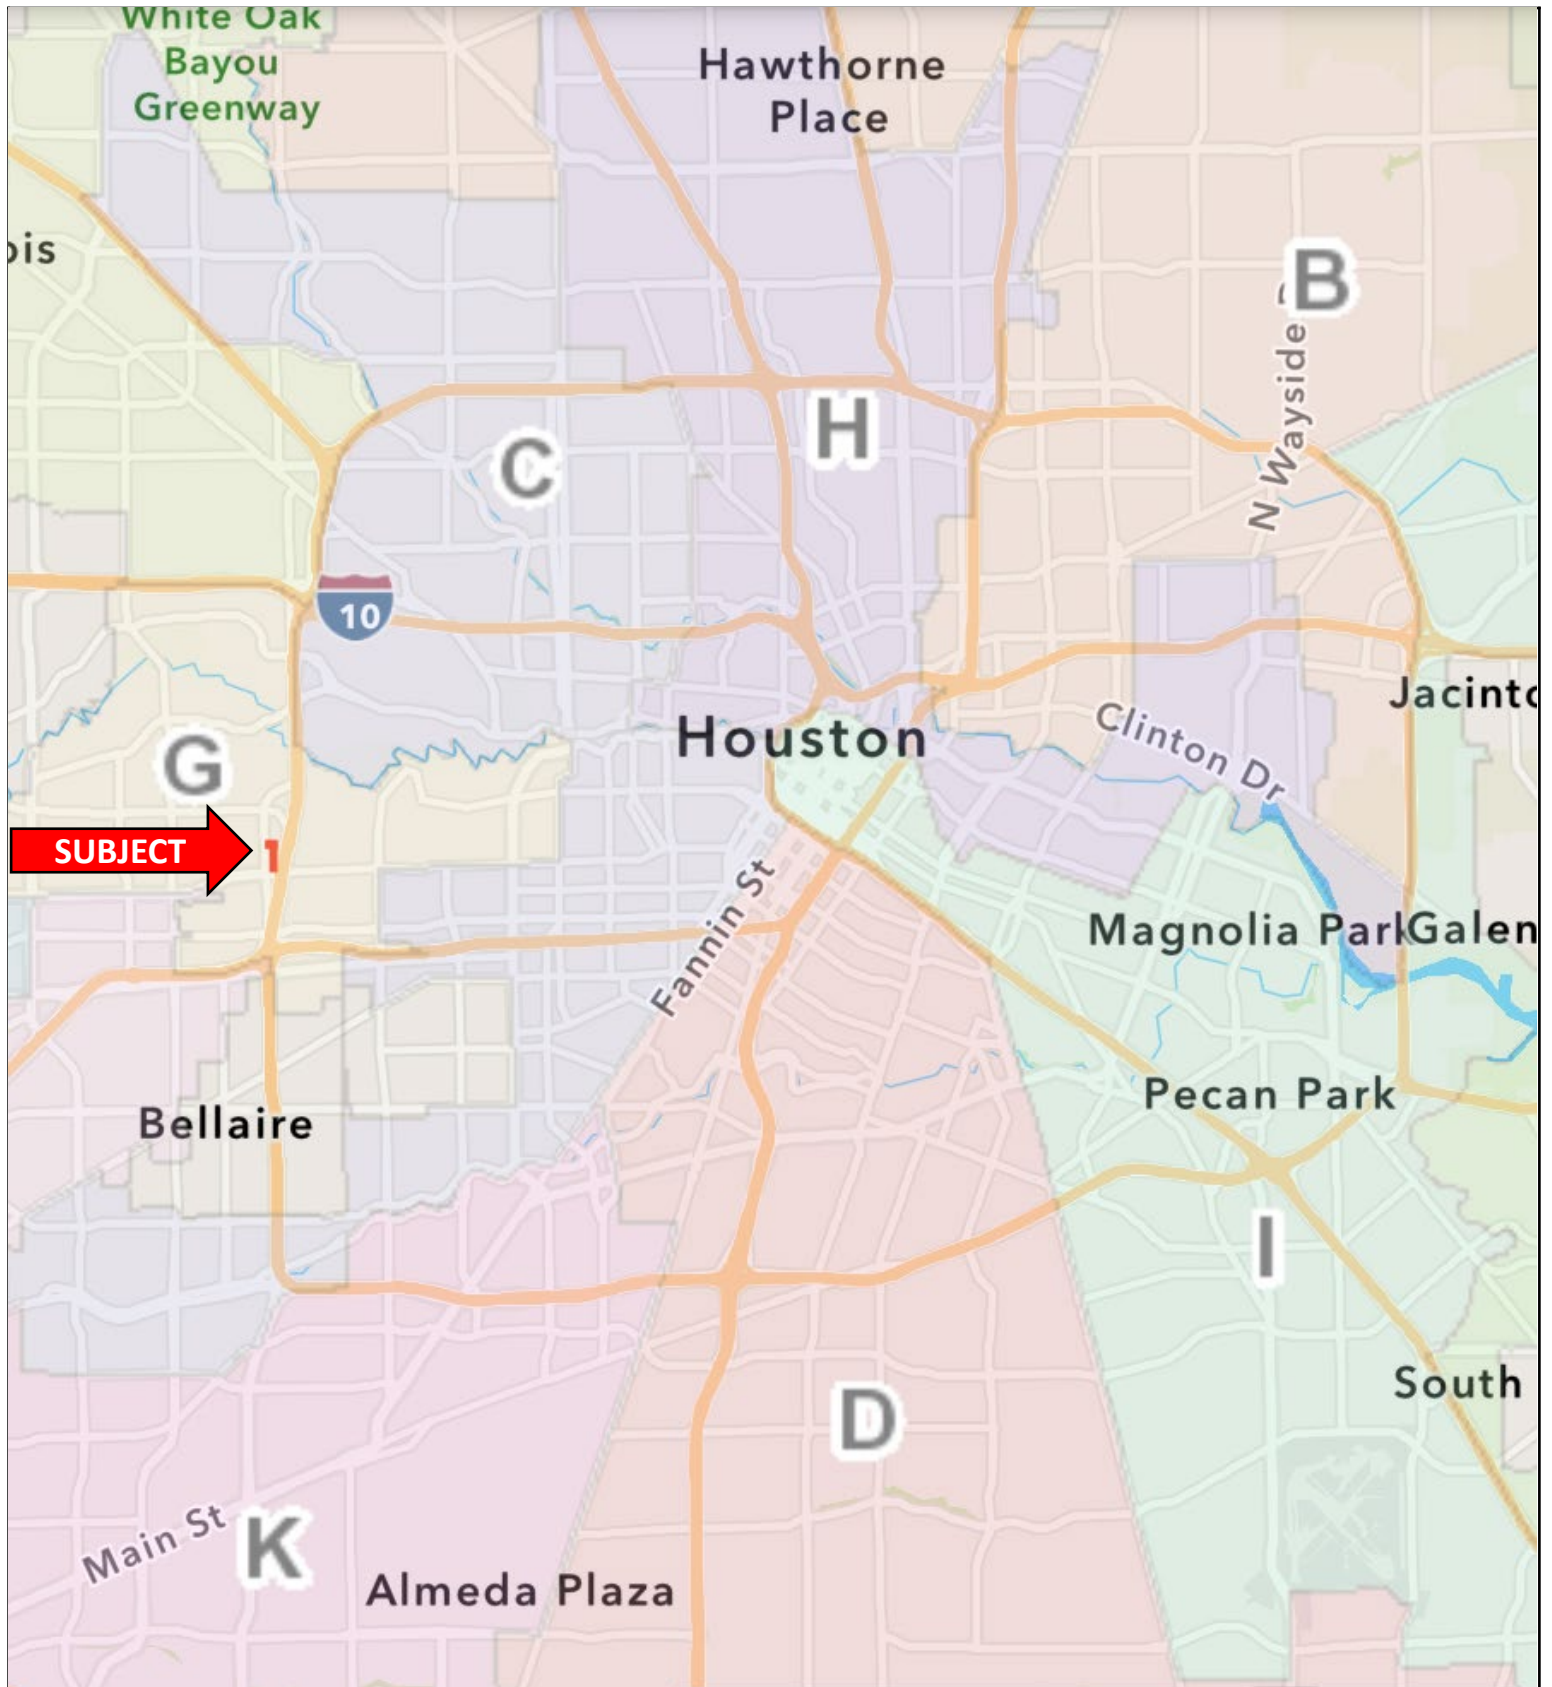 White Oak
Bayou
Greenway
Hawthorne
Place
ois
B
N Wayside
C
H
10
Houston
Jacinto
Clinton Dr
G
SUBJECT
Fannin St
Magnolia Park
Galen
Pecan Park
Bellaire
I
South
D
Main St
K
Almeda Plaza